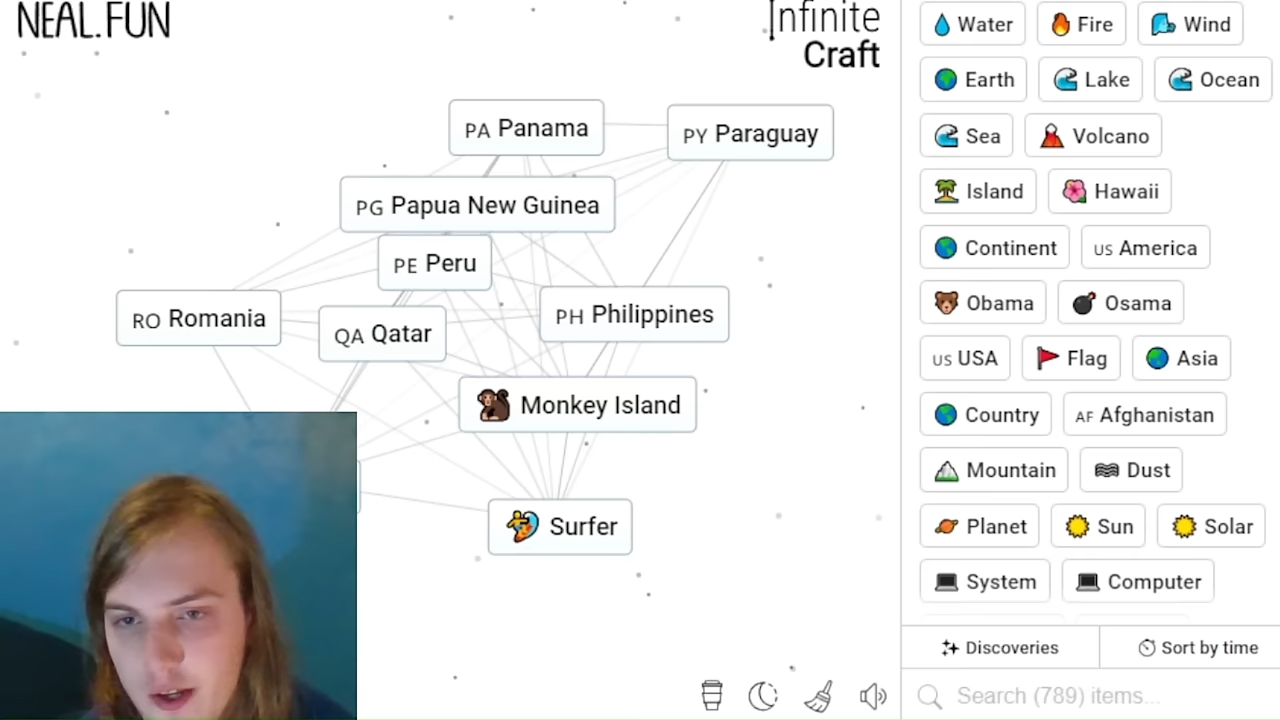 NEAL.FUN
Infinite
Craft
PA Panama
PY Paraguay
PG Papua New Guinea
PE Peru
RO Romania
QA Qatar
PH Philippines
Monkey Island
Surfer
Water
Fire
Wind
Earth
Lake
Ocean
Sea
Volcano
Island
Hawaii
Continent
US America
Obama
Osama
US USA
Flag
Asia
Country
AF Afghanistan
Mountain
Dust
Planet
Sun
Solar
System
Computer
Discoveries
Sort by time
Search (789) items...